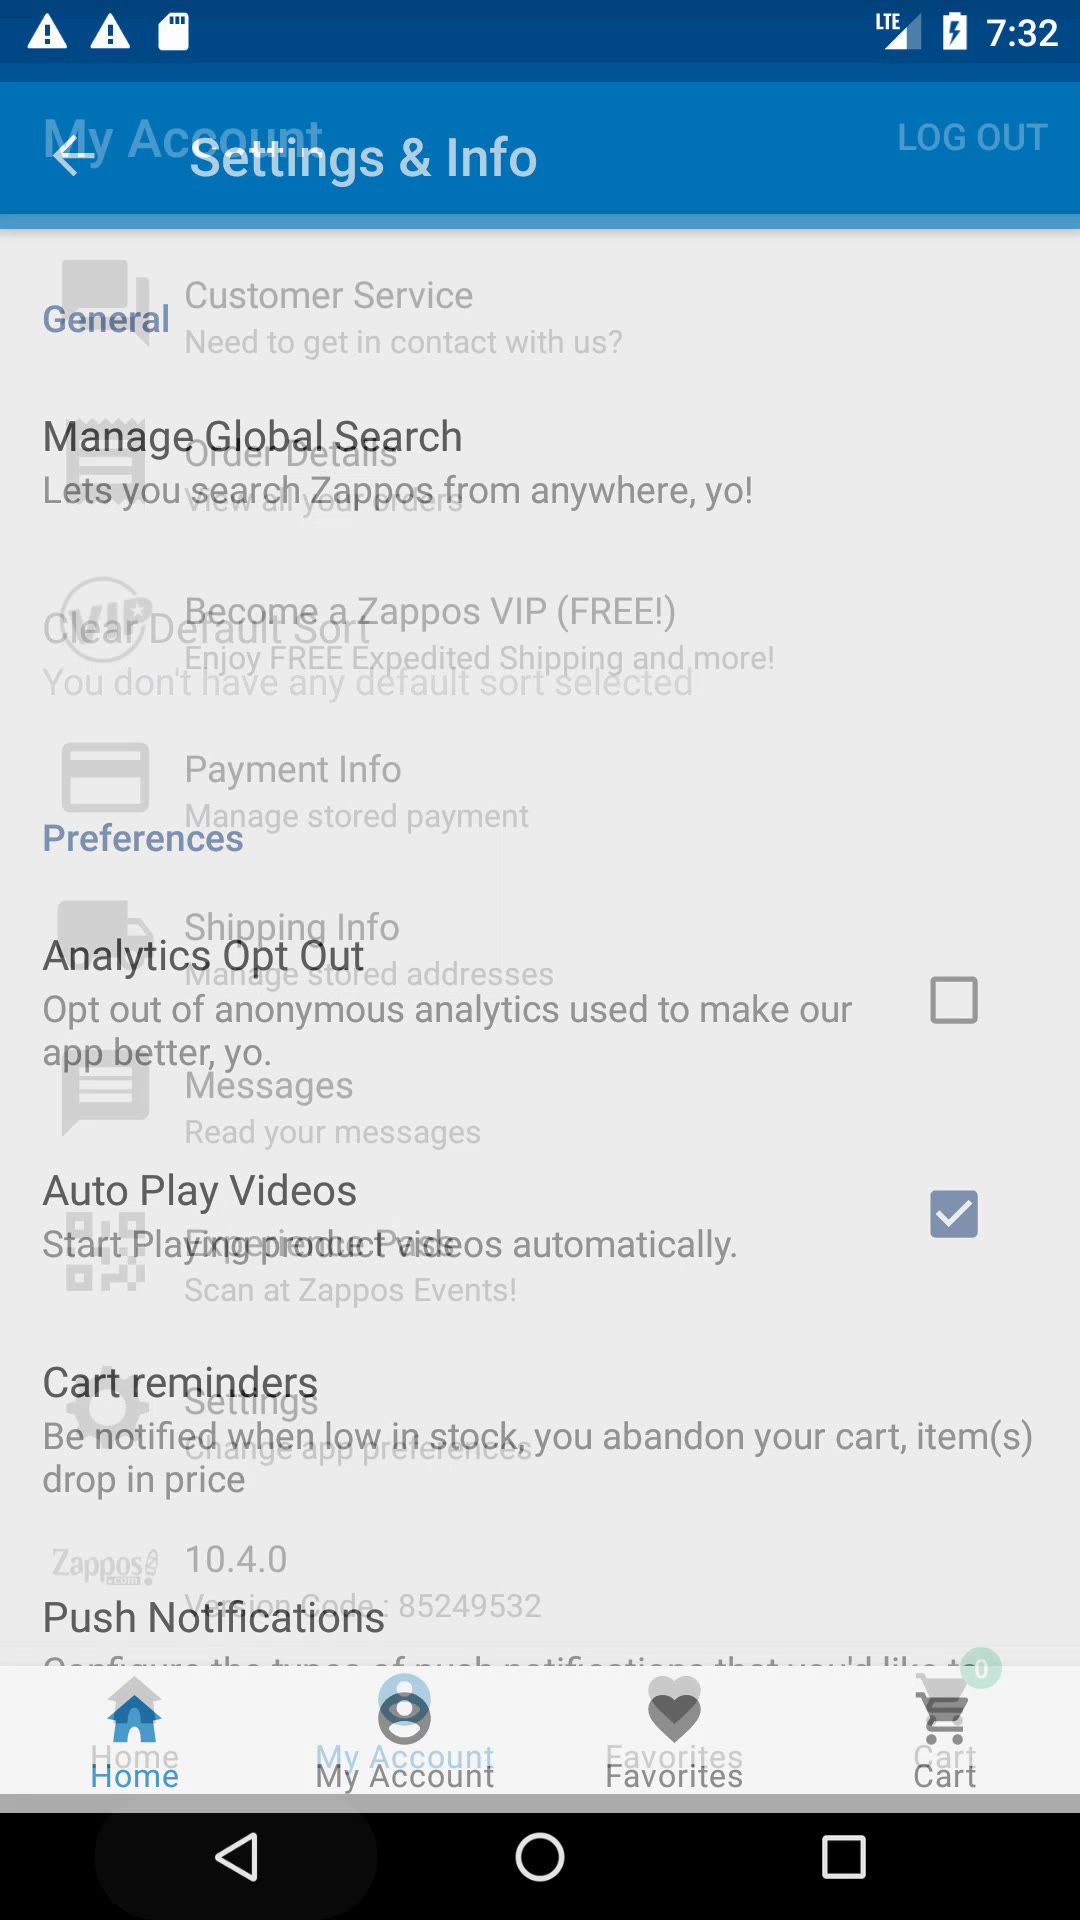 LTE 7:32
My Account
Settings & Info
LOG OUT
Customer Service
General
Need to get in contact with us?
Manage Global Search
Order Details
Lets you search Zappos from anywhere, yo!
View all your orders
VIP
Become a Zappos VIP (FREE!)
Clear Default Sort
Enjoy FREE Expedited Shipping and more!
You don't have any default sort selected
Payment Info
Manage stored payment
Preferences
Shipping Info
Analytics Opt Out
Manage stored addresses
Opt out of anonymous analytics used to make our
app better, yo.
Messages
Read your messages
Auto Play Videos
Experience Pass
Start Playing product videos automatically.
Scan at Zappos Events!
Cart reminders
Settings
Be notified when low in stock, you abandon your cart, item(s)
Change app preferences
drop in price
Zappos
.com
10.4.0
Version Code : 85249532
Push Notifications
Configure the types of push notifications that you'd like to
0
Home My Account Favorites Cart
Home My Account Favorites Cart